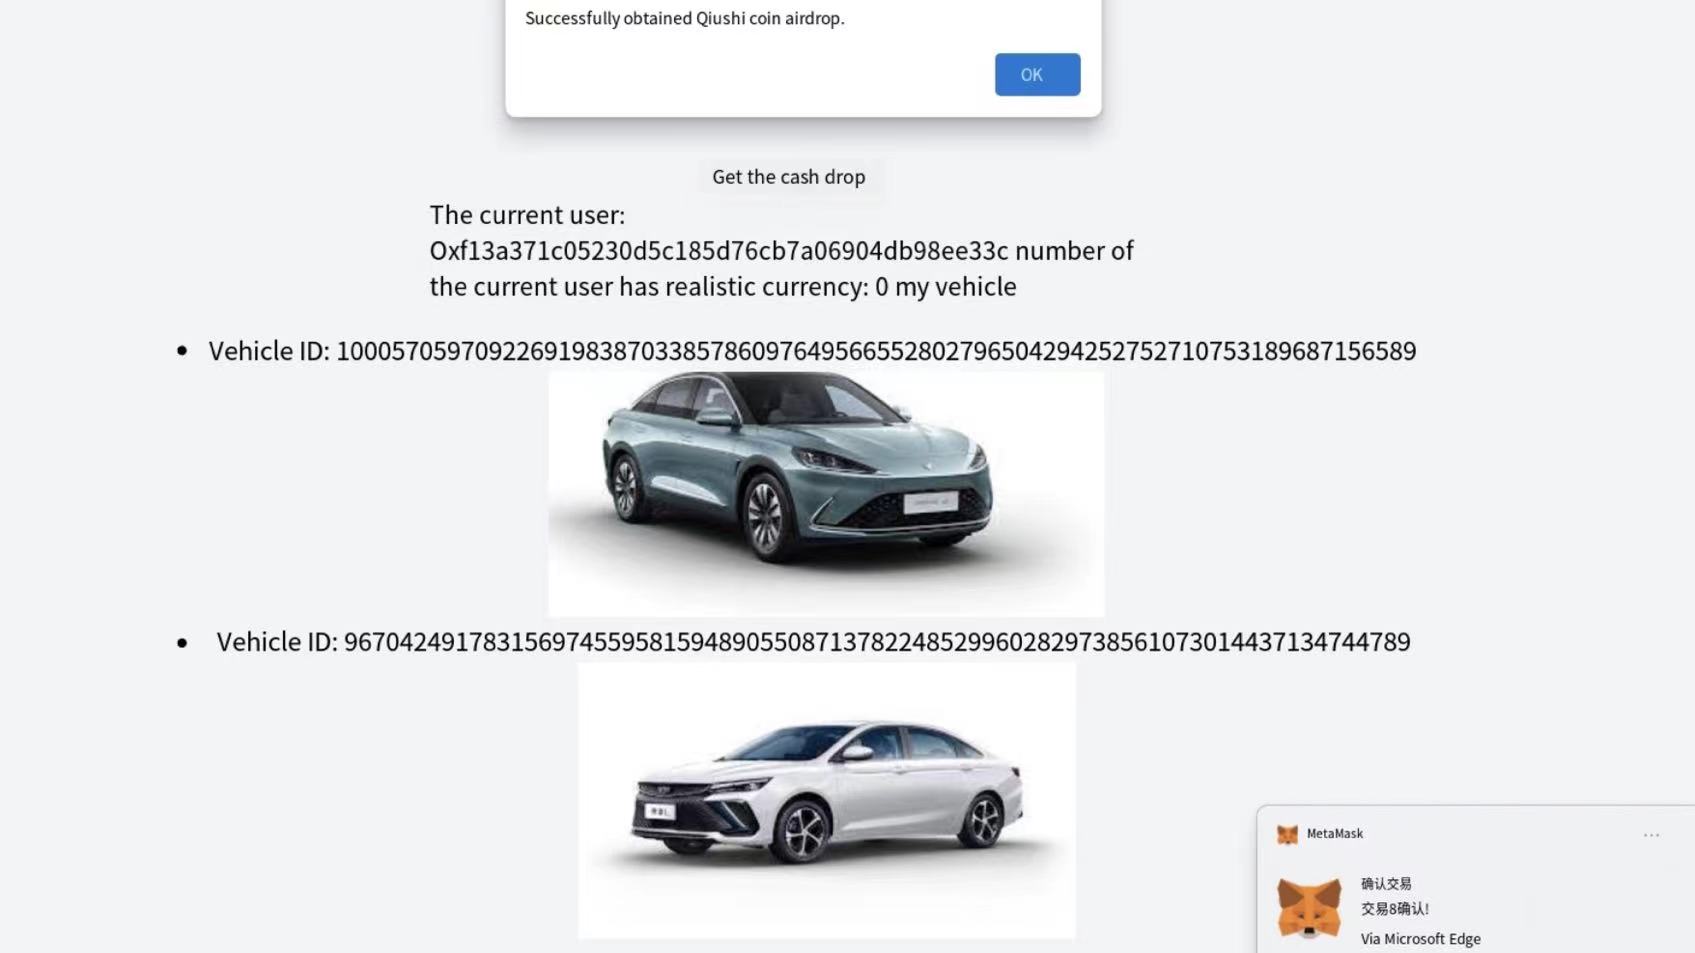 Successfully obtained Qiushi coin airdrop.
OK
Get the cash drop
The current user:
Oxf13a371c05230d5c185d76cb7a06904db98ee33c number of
the current user has realistic currency: 0 my vehicle
Vehicle ID: 100057059709226919838703385786097649566552802796504294252752710753189687156589
Vehicle ID: 96704249178315697455958159489055087137822485299602829738561073014437134744789
MetaMask
确认交易
交易8确认!
Via Microsoft Edge